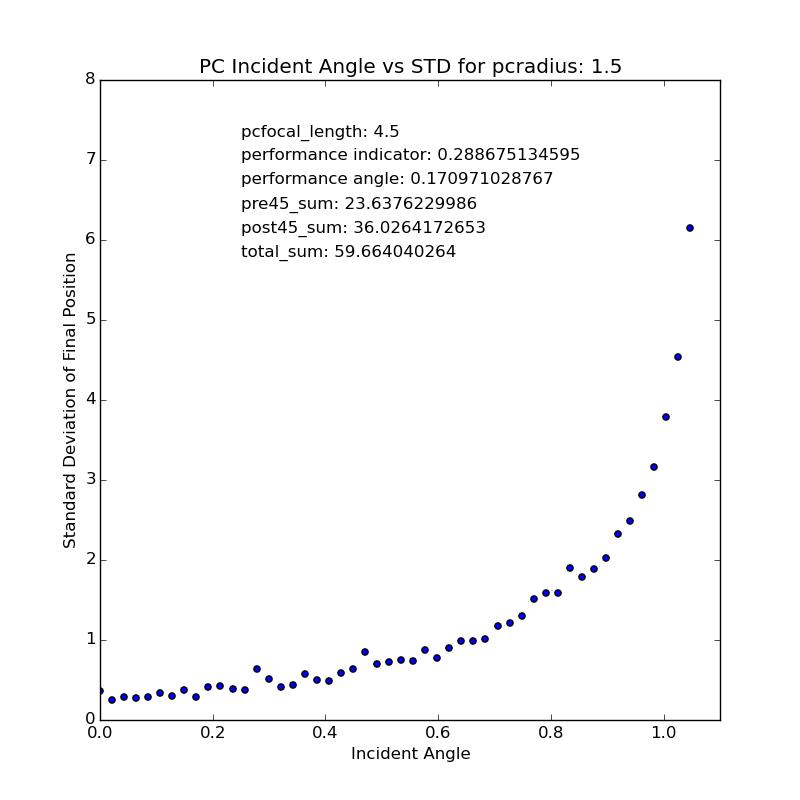 PC Incident Angle vs STD for pcradius: 1.5
8
pcfocal_length: 4.5
performance indicator: 0.288675134595
performance angle: 0.170971028767
pre45_sum: 23.6376229986
post45_sum: 36.0264172653
total_sum: 59.664040264
7
6
5
4
3
2
1
0
Standard Deviation of Final Position
0.0 0.2 0.4 0.6 0.8 1.0
Incident Angle